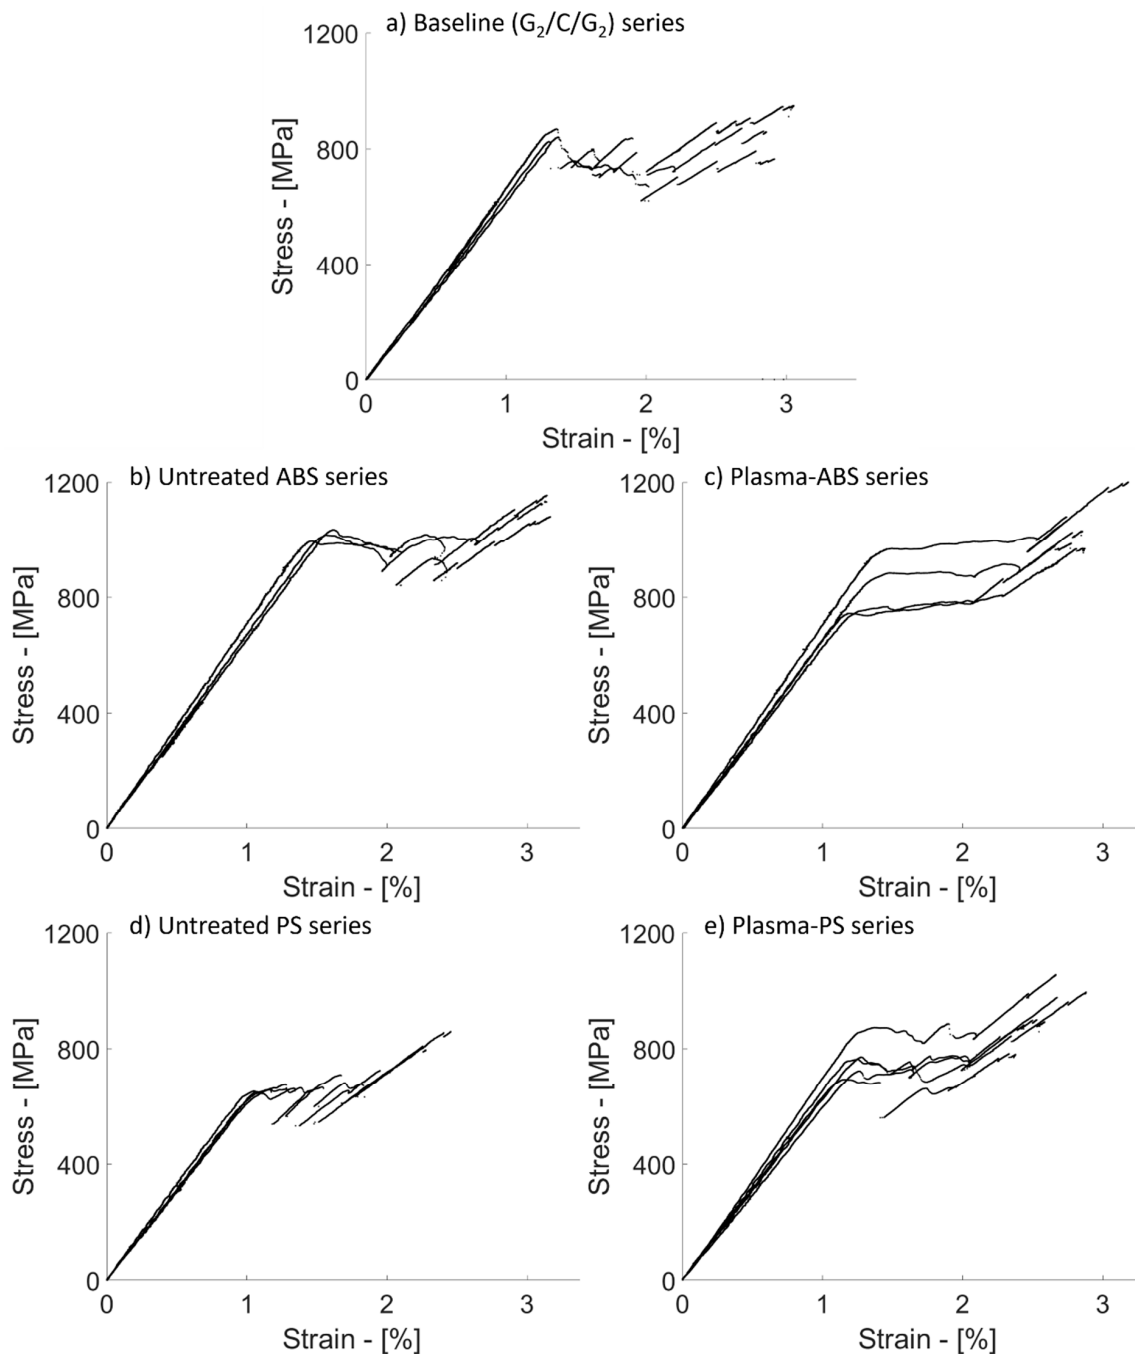 a) Baseline (G₂/C/G₂) series
1200
800
400
0
Stress - [MPa]
0 1 2 3
Strain - [%]
b) Untreated ABS series
1200
800
400
0
Stress - [MPa]
0 1 2 3
Strain - [%]
c) Plasma-ABS series
1200
800
400
0
Stress - [MPa]
0 1 2 3
Strain - [%]
d) Untreated PS series
1200
800
400
0
Stress - [MPa]
0 1 2 3
Strain - [%]
e) Plasma-PS series
1200
800
400
0
Stress - [MPa]
0 1 2 3
Strain - [%]